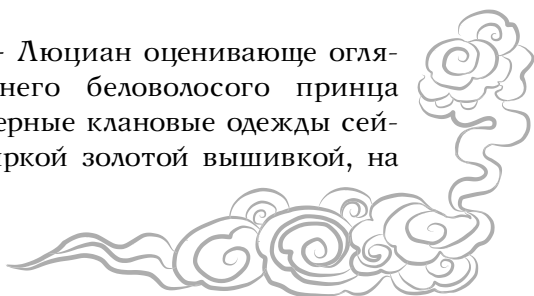 - Люциан оценивающе огля-
него беловолосого принца
ерные клановые одежды сей-
ркой золотой вышивкой, на